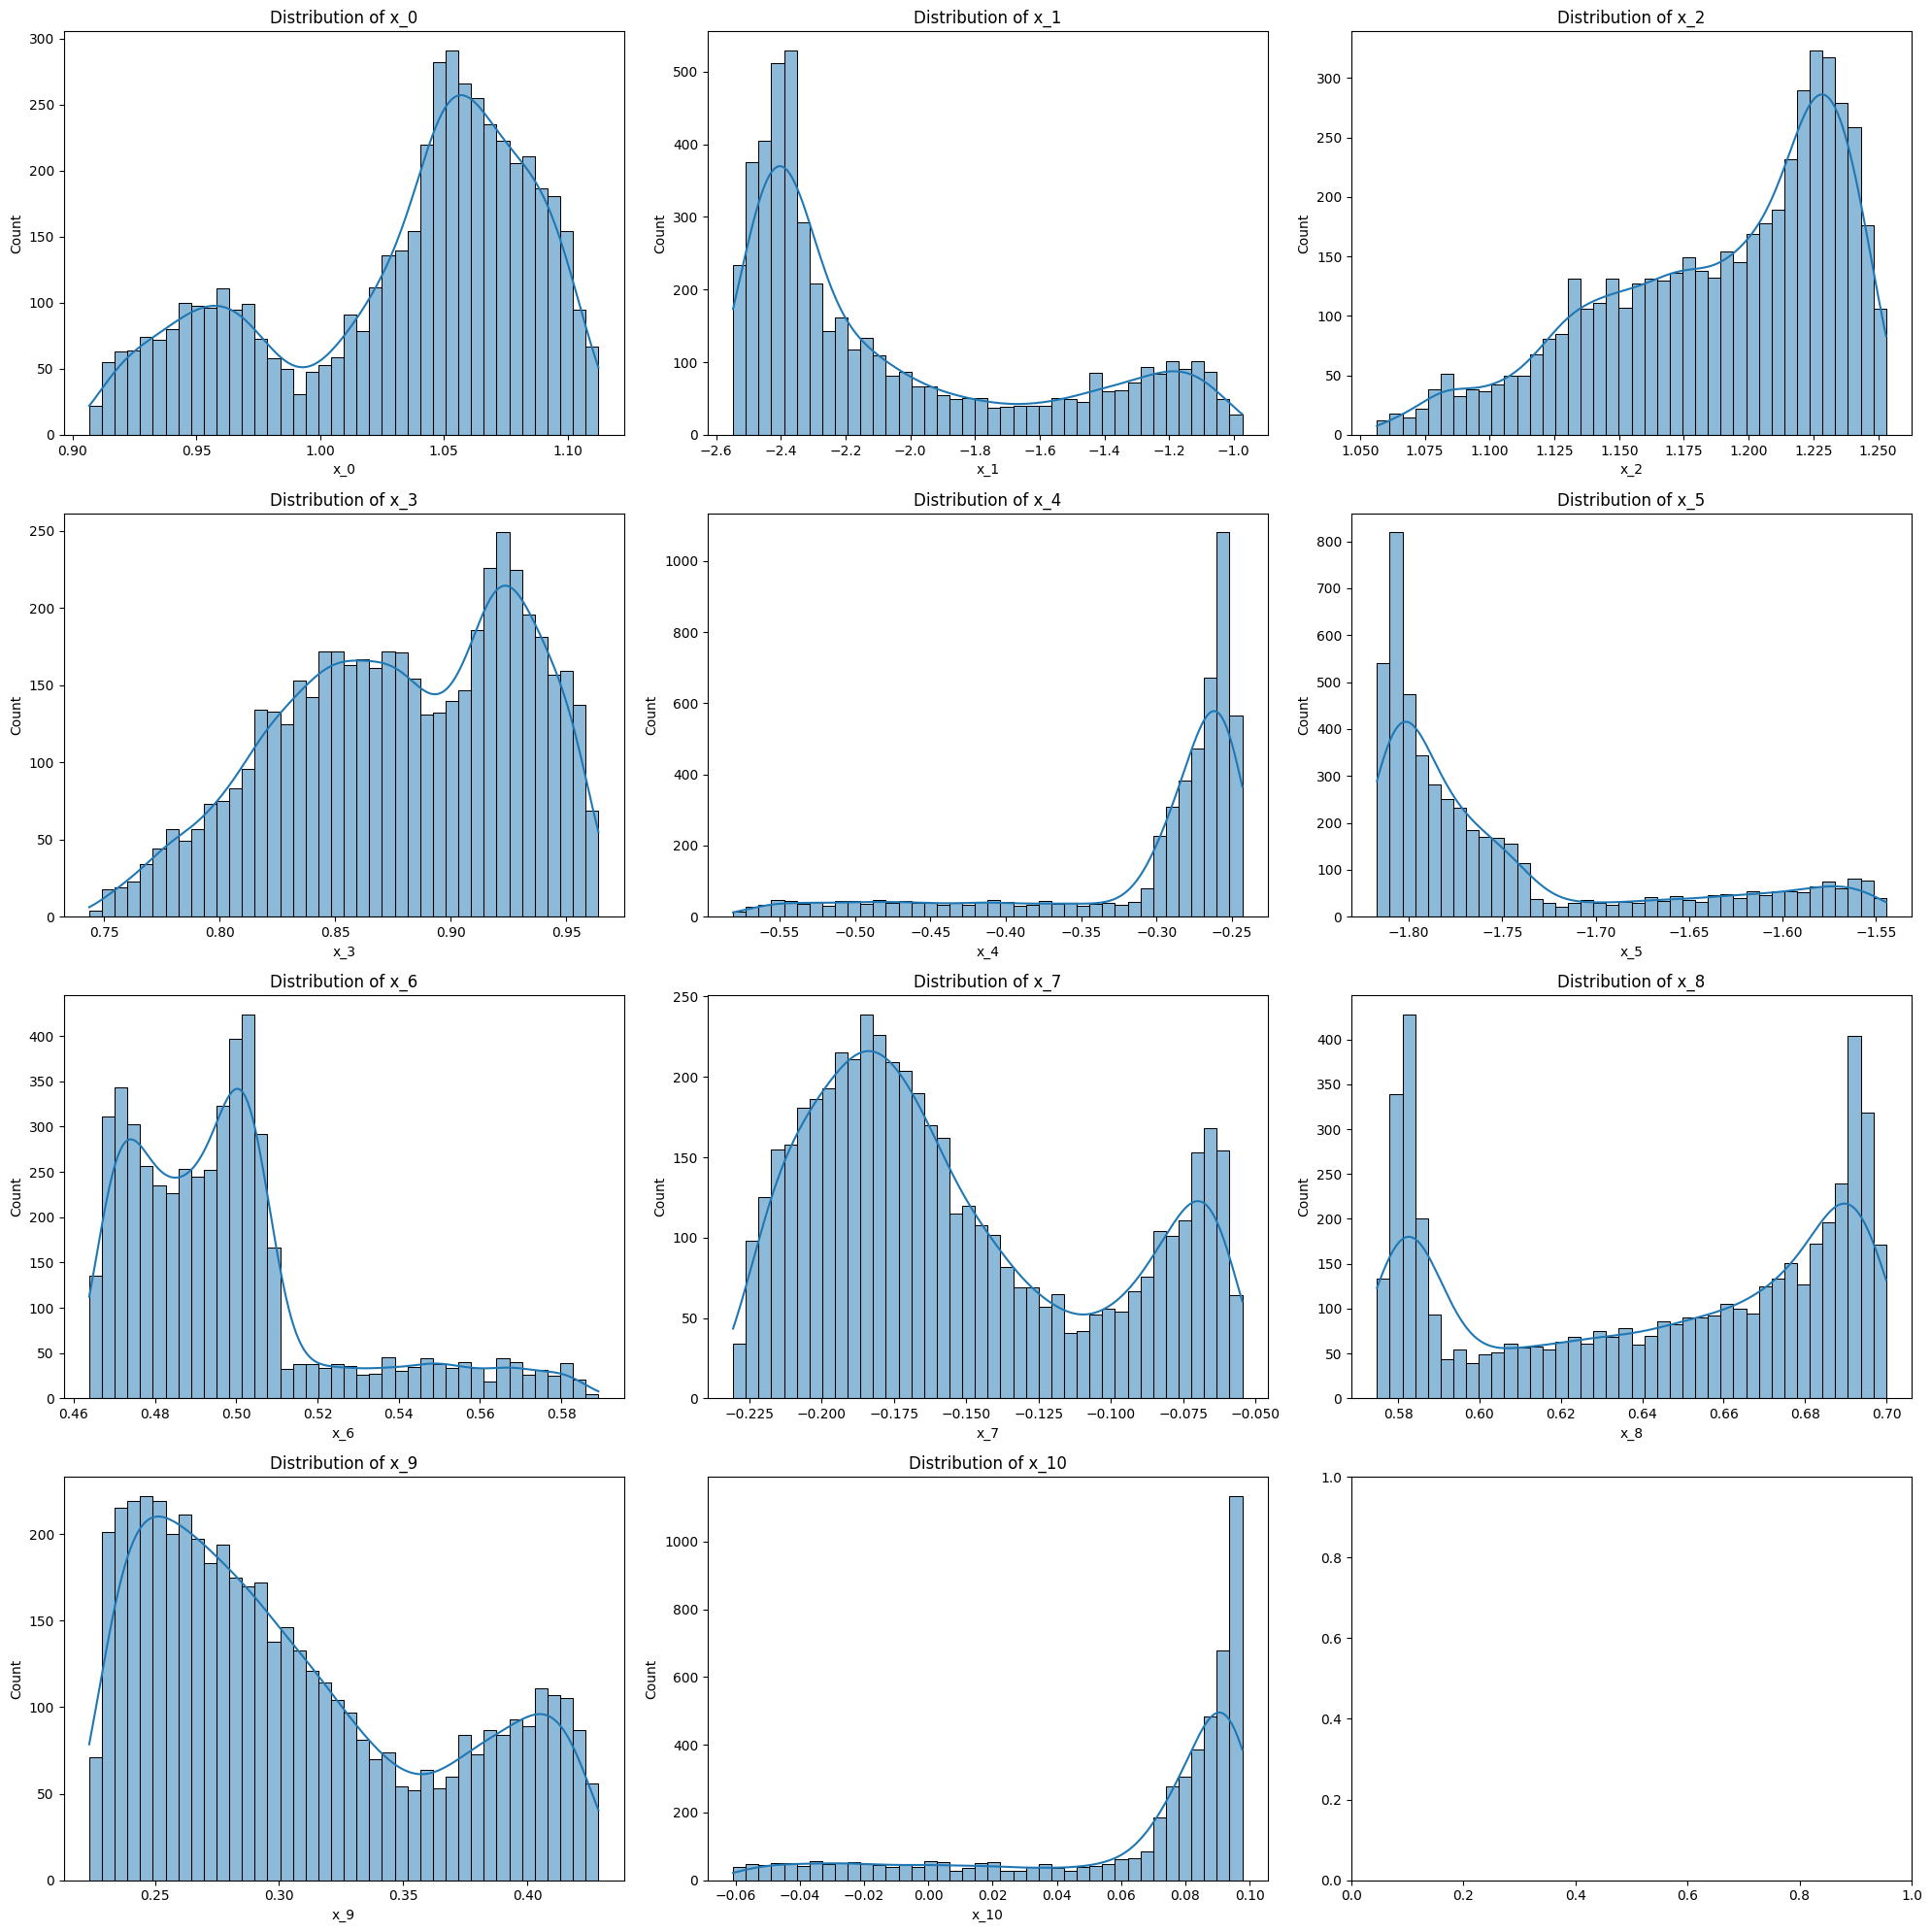 Distribution of x_0
300
250
200
150
100
50
0
Count
0.90 0.95 1.00 1.05 1.10
x_0
Distribution of x_1
500
400
300
200
100
0
Count
−2.6 −2.4 −2.2 −2.0 −1.8 −1.6 −1.4 −1.2 −1.0
x_1
Distribution of x_2
300
250
200
150
100
50
0
Count
1.050 1.075 1.100 1.125 1.150 1.175 1.200 1.225 1.250
x_2
Distribution of x_3
250
200
150
100
50
0
Count
0.75 0.80 0.85 0.90 0.95
x_3
Distribution of x_4
1000
800
600
400
200
0
Count
−0.55 −0.50 −0.45 −0.40 −0.35 −0.30 −0.25
x_4
Distribution of x_5
800
700
600
500
400
300
200
100
0
Count
−1.80 −1.75 −1.70 −1.65 −1.60 −1.55
x_5
Distribution of x_6
400
350
300
250
200
150
100
50
0
Count
0.46 0.48 0.50 0.52 0.54 0.56 0.58
x_6
Distribution of x_7
250
200
150
100
50
0
Count
−0.225 −0.200 −0.175 −0.150 −0.125 −0.100 −0.075 −0.050
x_7
Distribution of x_8
400
350
300
250
200
150
100
50
0
Count
0.58 0.60 0.62 0.64 0.66 0.68 0.70
x_8
Distribution of x_9
200
150
100
50
0
Count
0.25 0.30 0.35 0.40
x_9
Distribution of x_10
1000
800
600
400
200
0
Count
−0.06 −0.04 −0.02 0.00 0.02 0.04 0.06 0.08 0.10
x_10
1.0
0.8
0.6
0.4
0.2
0.0
0.0 0.2 0.4 0.6 0.8 1.0